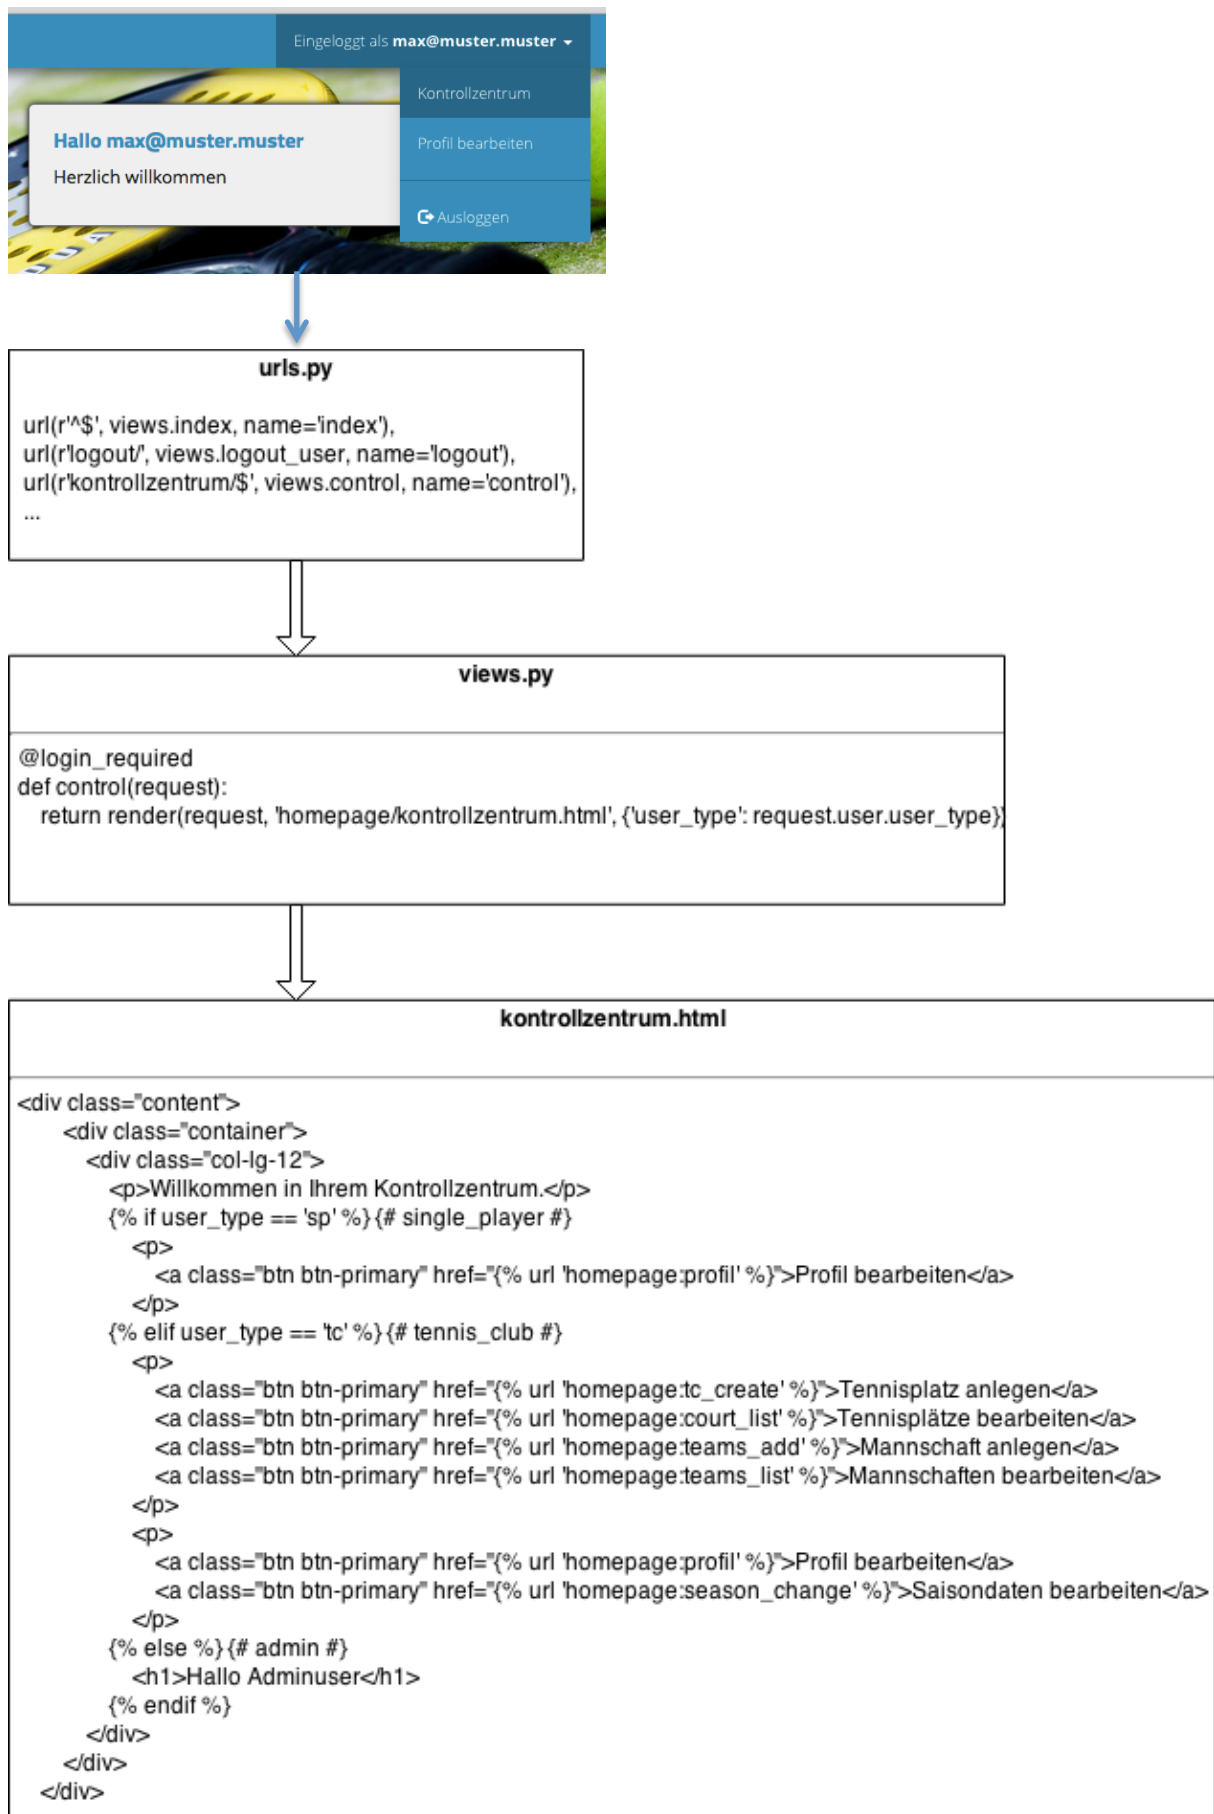 Eingeloggt als max@muster.muster
Kontrollzentrum
Hallo max@muster.muster
Profil bearbeiten
Herzlich willkommen
Ausloggen
urls.py
url(r'^$', views.index, name='index'),
url(r'logout/', views.logout_user, name='logout'),
url(r'kontrollzentrum/$', views.control, name='control'),
...
views.py
@login_required
def control(request):
return render(request, 'homepage/kontrollzentrum.html', {'user_type': request.user.user_type})
kontrollzentrum.html
<div class="content">
<div class="container">
<div class="col-lg-12">
<p>Willkommen in Ihrem Kontrollzentrum.</p>
{% if user_type == 'sp' %}{# single_player #}
<p>
<a class="btn btn-primary" href="{% url 'homepage:profil' %}">Profil bearbeiten</a>
</p>
{% elif user_type == 'tc' %}{# tennis_club #}
<p>
<a class="btn btn-primary" href="{% url 'homepage:tc_create' %}">Tennisplatz anlegen</a>
<a class="btn btn-primary" href="{% url 'homepage:court_list' %}">Tennisplätze bearbeiten</a>
<a class="btn btn-primary" href="{% url 'homepage:teams_add' %}">Mannschaft anlegen</a>
<a class="btn btn-primary" href="{% url 'homepage:teams_list' %}">Mannschaften bearbeiten</a>
</p>
<p>
<a class="btn btn-primary" href="{% url 'homepage:profil' %}">Profil bearbeiten</a>
<a class="btn btn-primary" href="{% url 'homepage:season_change' %}">Saisondaten bearbeiten</a>
</p>
{% else %}{# admin #}
<h1>Hallo Adminuser</h1>
{% endif %}
</div>
</div>
</div>